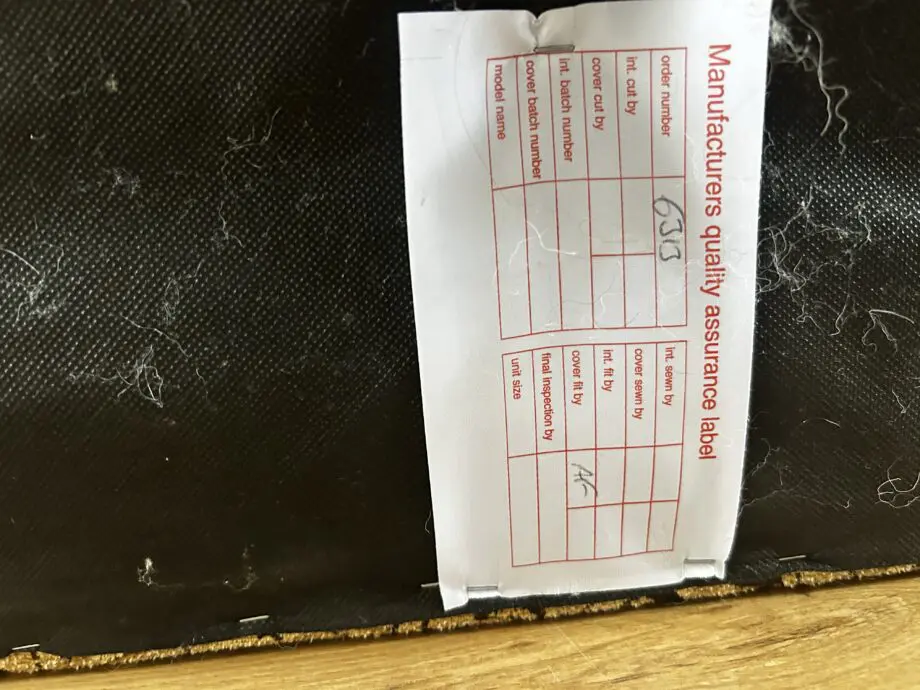 Manufacturers quality assurance label
order number 6313
int. cut by
cover cut by
int. batch number
cover batch number
model name
int. sewn by
cover sewn by
int. fit by
cover fit by AF
final inspection by
unit size